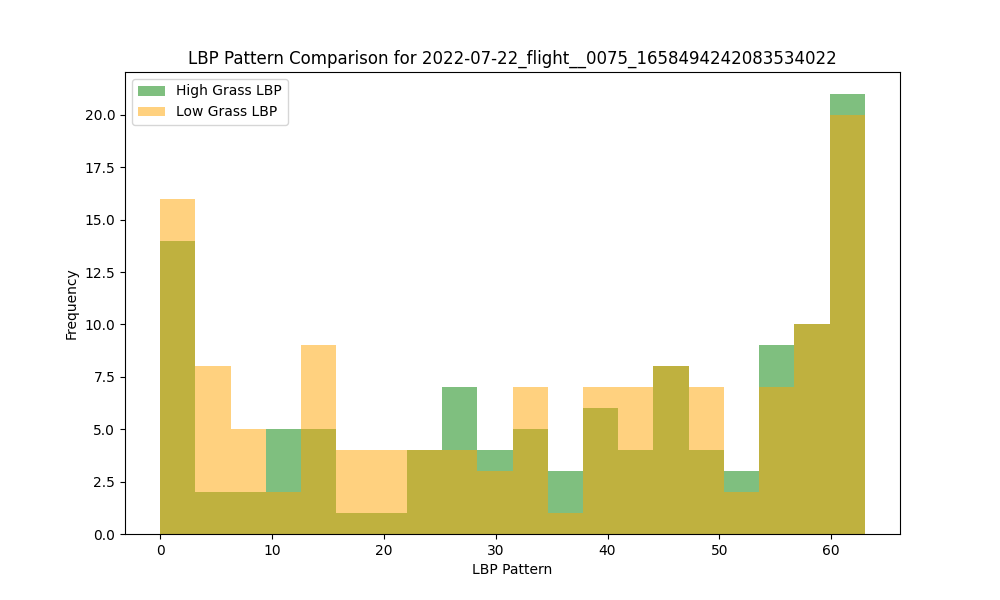 LBP Pattern Comparison for 2022-07-22_flight__0075_1658494242083534022
High Grass LBP
Low Grass LBP
Frequency
20.0
17.5
15.0
12.5
10.0
7.5
5.0
2.5
0.0
0 10 20 30 40 50 60
LBP Pattern